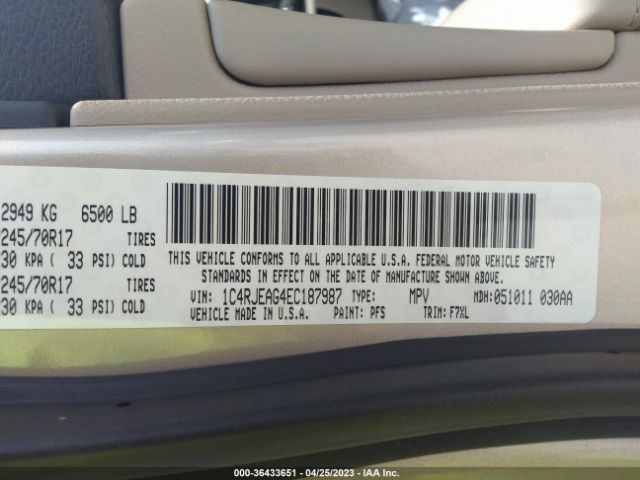 2949 KG 6500 LB
245/70R17 TIRES
30 KPA ( 33 PSI) COLD
245/70R17 TIRES
30 KPA ( 33 PSI) COLD
THIS VEHICLE CONFORMS TO ALL APPLICABLE U.S.A. FEDERAL MOTOR VEHICLE SAFETY
STANDARDS IN EFFECT ON THE DATE OF MANUFACTURE SHOWN ABOVE.
VIN: 1C4RJEAG4EC187987 TYPE: MPV MDH: 051011 030AA
VEHICLE MADE IN U.S.A. PAINT: PFS TRIM: F7XL
000-36433651 | 04/25/2023 - IAA Inc.